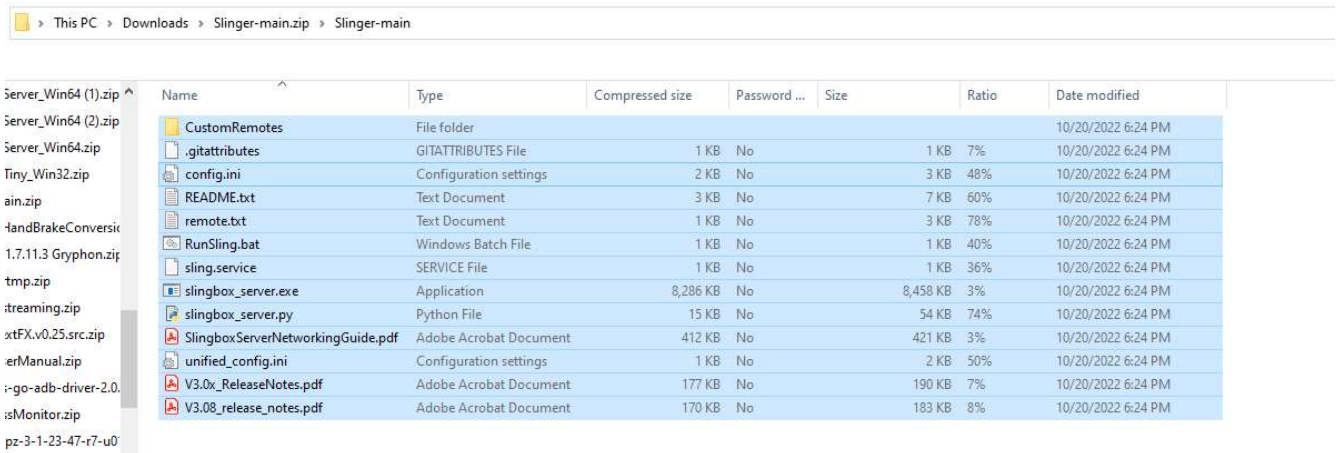 This PC > Downloads > Slinger-main.zip > Slinger-main
Name Type Compressed size Password ... Size Ratio Date modified
CustomRemotes File folder 10/20/2022 6:24 PM
.gitattributes GITATTRIBUTES File 1 KB No 1 KB 7% 10/20/2022 6:24 PM
config.ini Configuration settings 2 KB No 3 KB 48% 10/20/2022 6:24 PM
README.txt Text Document 3 KB No 7 KB 60% 10/20/2022 6:24 PM
remote.txt Text Document 1 KB No 3 KB 78% 10/20/2022 6:24 PM
RunSling.bat Windows Batch File 1 KB No 1 KB 40% 10/20/2022 6:24 PM
sling.service SERVICE File 1 KB No 1 KB 36% 10/20/2022 6:24 PM
slingbox_server.exe Application 8,286 KB No 8,458 KB 3% 10/20/2022 6:24 PM
slingbox_server.py Python File 15 KB No 54 KB 74% 10/20/2022 6:24 PM
SlingboxServerNetworkingGuide.pdf Adobe Acrobat Document 412 KB No 421 KB 3% 10/20/2022 6:24 PM
unified_config.ini Configuration settings 1 KB No 2 KB 50% 10/20/2022 6:24 PM
V3.0x_ReleaseNotes.pdf Adobe Acrobat Document 177 KB No 190 KB 7% 10/20/2022 6:24 PM
V3.08_release_notes.pdf Adobe Acrobat Document 170 KB No 183 KB 8% 10/20/2022 6:24 PM
Server_Win64 (1).zip
Server_Win64 (2).zip
Server_Win64.zip
Tiny_Win32.zip
ain.zip
HandBrakeConversic
1.7.11.3 Gryphon.zip
tmp.zip
streaming.zip
extFX.v0.25.src.zip
serManual.zip
s-go-adb-driver-2.0.
ssMonitor.zip